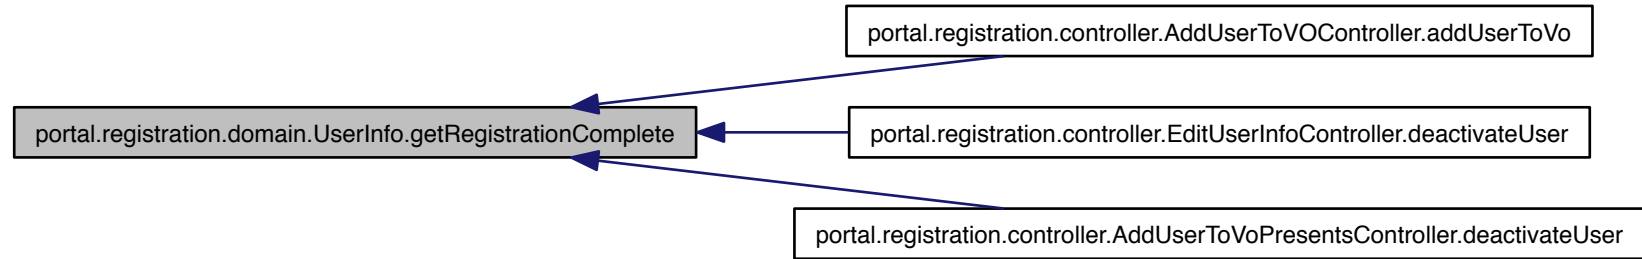 portal.registration.controller.AddUserToVOController.addUserToVo
portal.registration.domain.UserInfo.getRegistrationComplete
portal.registration.controller.EditUserInfoController.deactivateUser
portal.registration.controller.AddUserToVoPresentsController.deactivateUser